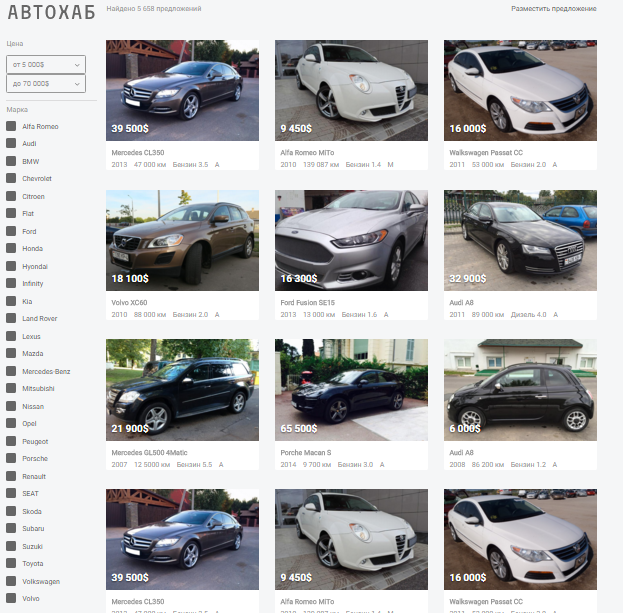 АВТОХАБ
Найдено 5 658 предложений
Разместить предложение
Цена
от 5 000$
до 70 000$
Марка
Alfa Romeo
Audi
BMW
Chevrolet
Citroen
Fiat
Ford
Honda
Hyondai
Infinity
Kia
Land Rover
Lexus
Mazda
Mercedes-Benz
Mitsubishi
Nissan
Opel
Peugeot
Porsche
Renault
SEAT
Skoda
Subaru
Suzuki
Toyota
Volkswagen
Volvo
39 500$
Mercedes CL350
2013 47 000 км Бензин 3.5 А
9 450$
Alfa Romeo MiTo
2010 139 087 км Бензин 1.4 М
16 000$
Walkswagen Passat CC
2011 53 000 км Бензин 2.0 А
18 100$
Volvo XC60
2010 88 000 км Бензин 2.0 А
16 300$
Ford Fusion SE15
2013 13 000 км Бензин 1.6 А
32 900$
Audi A8
2011 89 000 км Дизель 4.0 А
21 900$
Mercedes GL500 4Matic
2007 12 5000 км Бензин 5.5 А
65 500$
Porche Macan S
2014 9 700 км Бензин 3.0 А
6 000$
Audi A8
2008 86 200 км Бензин 1.2 А
39 500$
Mercedes CL350
9 450$
Alfa Romeo MiTo
16 000$
Walkswagen Passat CC